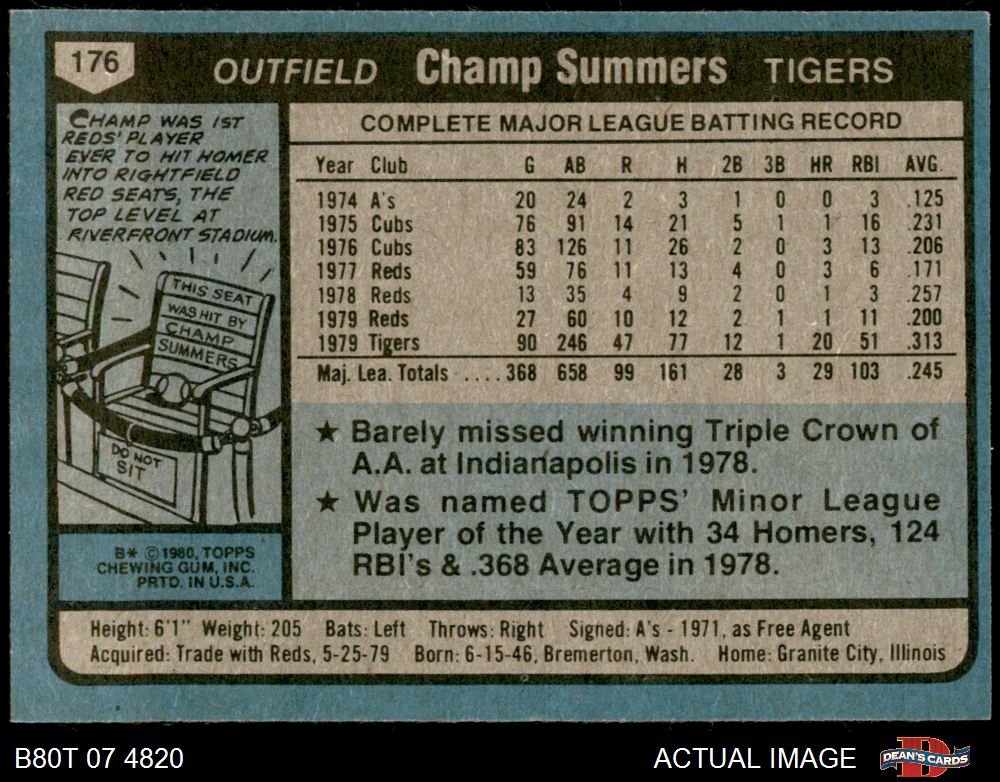 176
OUTFIELD Champ Summers TIGERS
CHAMP WAS 1ST
REDS' PLAYER
EVER TO HIT HOMER
INTO RIGHTFIELD
RED SEATS, THE
TOP LEVEL AT
RIVERFRONT STADIUM.
THIS SEAT
WAS HIT BY
CHAMP
SUMMERS
DO NOT
SIT
B* © 1980, TOPPS
CHEWING GUM, INC.
PRTD. IN U.S.A.
COMPLETE MAJOR LEAGUE BATTING RECORD
Year Club G AB R H 2B 3B HR RBI AVG.
1974 A's 20 24 2 3 1 0 0 3 .125
1975 Cubs 76 91 14 21 5 1 1 16 .231
1976 Cubs 83 126 11 26 2 0 3 13 .206
1977 Reds 59 76 11 13 4 0 3 6 .171
1978 Reds 13 35 4 9 2 0 1 3 .257
1979 Reds 27 60 10 12 2 1 1 11 .200
1979 Tigers 90 246 47 77 12 1 20 51 .313
Maj. Lea. Totals .... 368 658 99 161 28 3 29 103 .245
★ Barely missed winning Triple Crown of
A.A. at Indianapolis in 1978.
★ Was named TOPPS' Minor League
Player of the Year with 34 Homers, 124
RBI's & .368 Average in 1978.
Height: 6'1" Weight: 205 Bats: Left Throws: Right Signed: A's - 1971, as Free Agent
Acquired: Trade with Reds, 5-25-79 Born: 6-15-46, Bremerton, Wash. Home: Granite City, Illinois
B80T 07 4820
ACTUAL IMAGE
DEAN'S CARDS